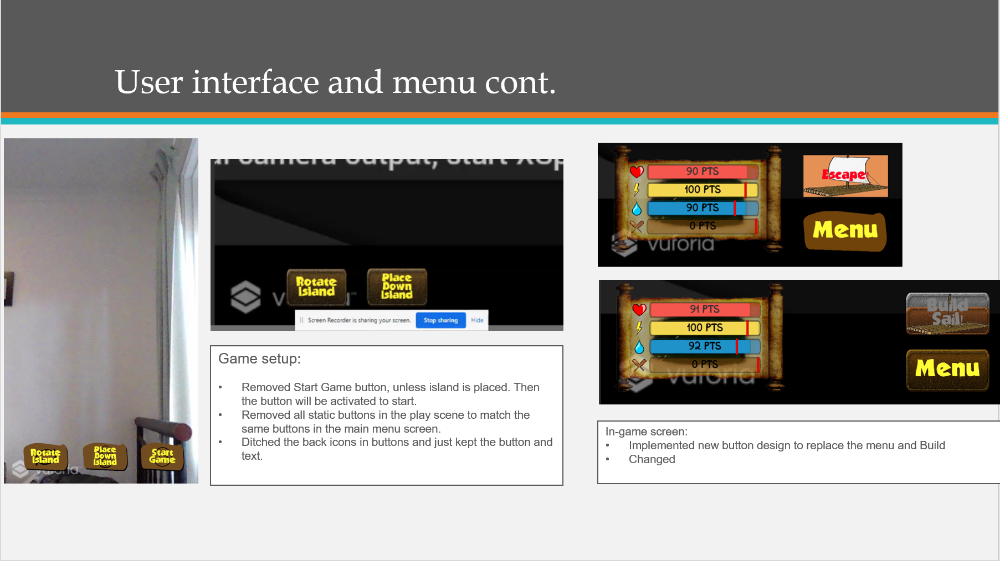 User interface and menu cont.
Rotate
Island
Place
Down
Island
Start
Game
vuforia
output, start
Rotate
Island
Place
Down
Island
Screen Recorder is sharing your screen.
Stop sharing
Hide
Game setup:
• Removed Start Game button, unless island is placed. Then
the button will be activated to start.
• Removed all static buttons in the play scene to match the
same buttons in the main menu screen.
• Ditched the back icons in buttons and just kept the button and
text.
90 PTS
100 PTS
90 PTS
0 PTS
vuforia
Escape!
Menu
91 PTS
100 PTS
92 PTS
0 PTS
vuforia
Build
Sail!
Menu
In-game screen:
• Implemented new button design to replace the menu and Build
• Changed